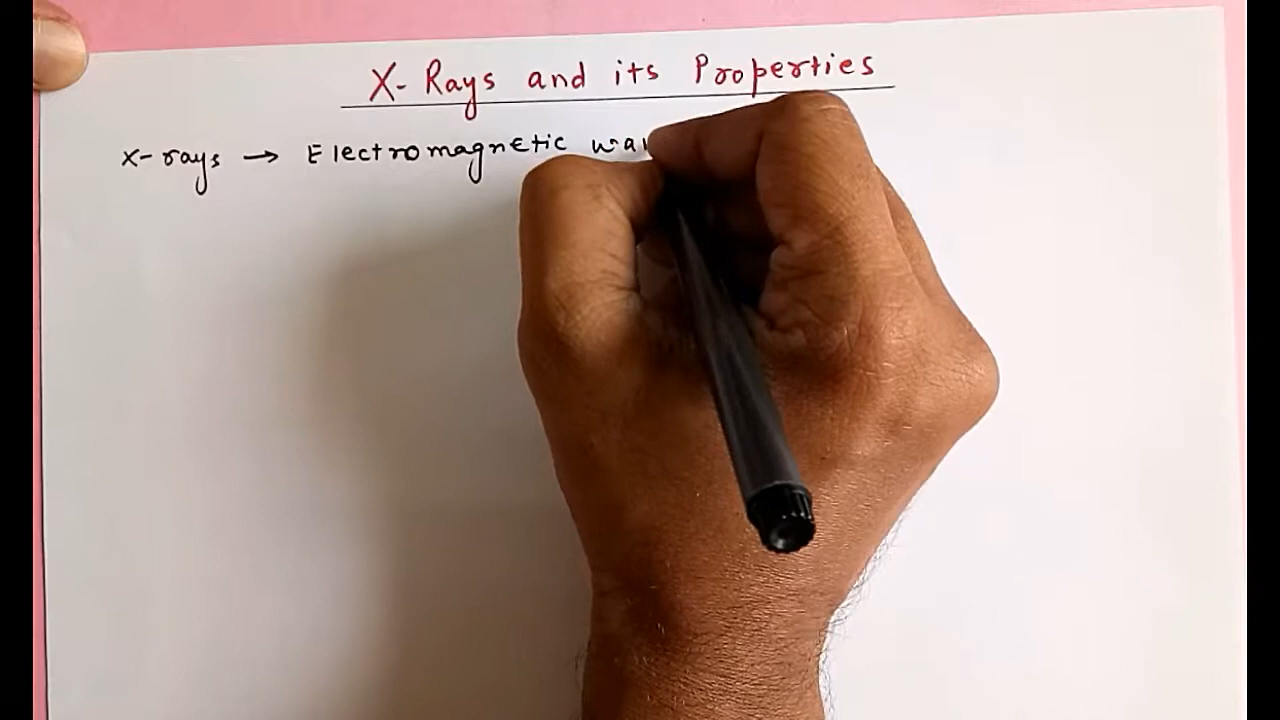 X-Rays and its Properties
x-rays → Electromagnetic